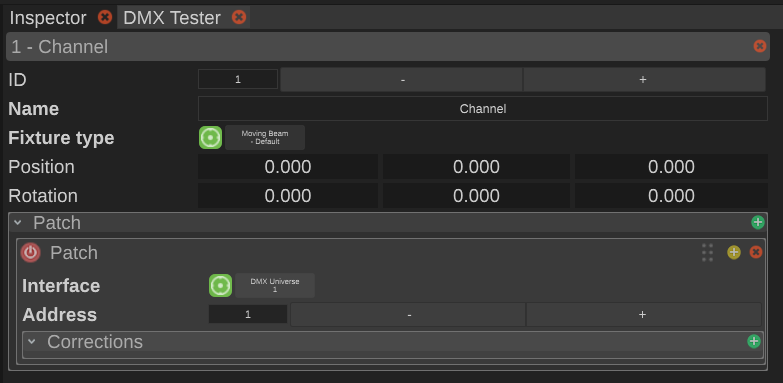 Inspector DMX Tester
1 - Channel
ID 1 - +
Name Channel
Fixture type Moving Beam
- Default
Position 0.000 0.000 0.000
Rotation 0.000 0.000 0.000
Patch
Patch
Interface DMX Universe
1
Address 1 - +
Corrections